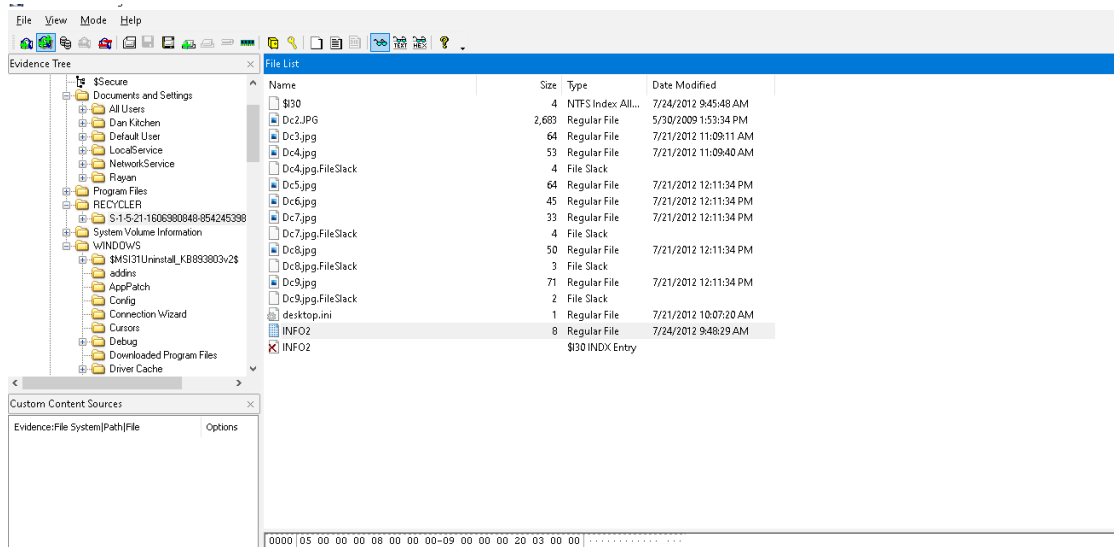 File View Mode Help
Evidence Tree
$Secure
Documents and Settings
All Users
Dan Kitchen
Default User
LocalService
NetworkService
Rayan
Program Files
RECYCLER
S-1-5-21-1606980848-854245398
System Volume Information
WINDOWS
$MSI31Uninstall_KB893803v2$
addins
AppPatch
Config
Connection Wizard
Cursors
Debug
Downloaded Program Files
Driver Cache
Custom Content Sources
Evidence:File System|Path|File Options
File List
Name Size Type Date Modified
$I30 4 NTFS Index All... 7/24/2012 9:45:48 AM
Dc2.JPG 2,683 Regular File 5/30/2009 1:53:34 PM
Dc3.jpg 64 Regular File 7/21/2012 11:09:11 AM
Dc4.jpg 53 Regular File 7/21/2012 11:09:40 AM
Dc4.jpg.FileSlack 4 File Slack
Dc5.jpg 64 Regular File 7/21/2012 12:11:34 PM
Dc6.jpg 45 Regular File 7/21/2012 12:11:34 PM
Dc7.jpg 33 Regular File 7/21/2012 12:11:34 PM
Dc7.jpg.FileSlack 4 File Slack
Dc8.jpg 50 Regular File 7/21/2012 12:11:34 PM
Dc8.jpg.FileSlack 3 File Slack
Dc9.jpg 71 Regular File 7/21/2012 12:11:34 PM
Dc9.jpg.FileSlack 2 File Slack
desktop.ini 1 Regular File 7/21/2012 10:07:20 AM
INFO2 8 Regular File 7/24/2012 9:48:29 AM
INFO2 $I30 INDX Entry
0000 05 00 00 00 08 00 00 00-09 00 00 00 20 03 00 00 ············ ···